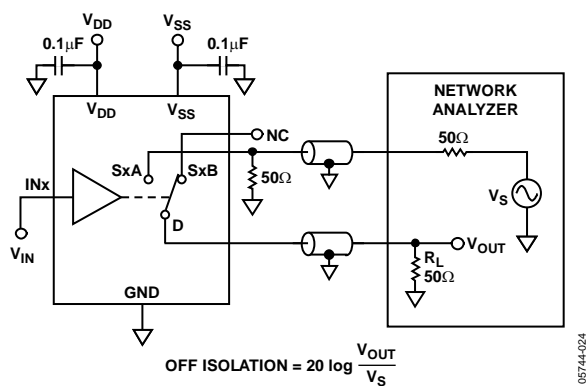 VDD
VSS
0.1µF
0.1µF
VDD
VSS
NETWORK
ANALYZER
NC
50Ω
SxA
SxB
50Ω
INx
VS
D
VOUT
VIN
RL
50Ω
GND
OFF ISOLATION = 20 log VOUT
VS
05744-024